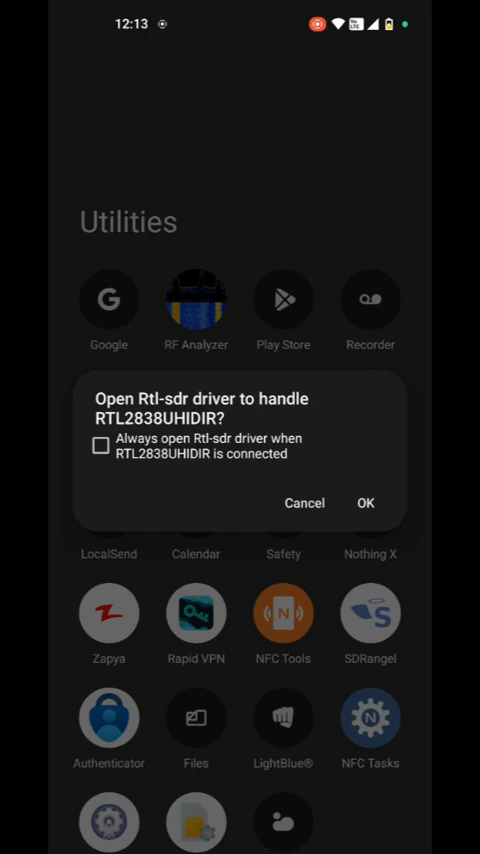 12:13
Vo
LTE
Utilities
G
Google
RF Analyzer
Play Store
Recorder
Open Rtl-sdr driver to handle
RTL2838UHIDIR?
Always open Rtl-sdr driver when
RTL2838UHIDIR is connected
Cancel
OK
LocalSend
Calendar
Safety
Nothing X
N
S
Zapya
Rapid VPN
NFC Tools
SDRangel
N
Authenticator
Files
LightBlue®
NFC Tasks